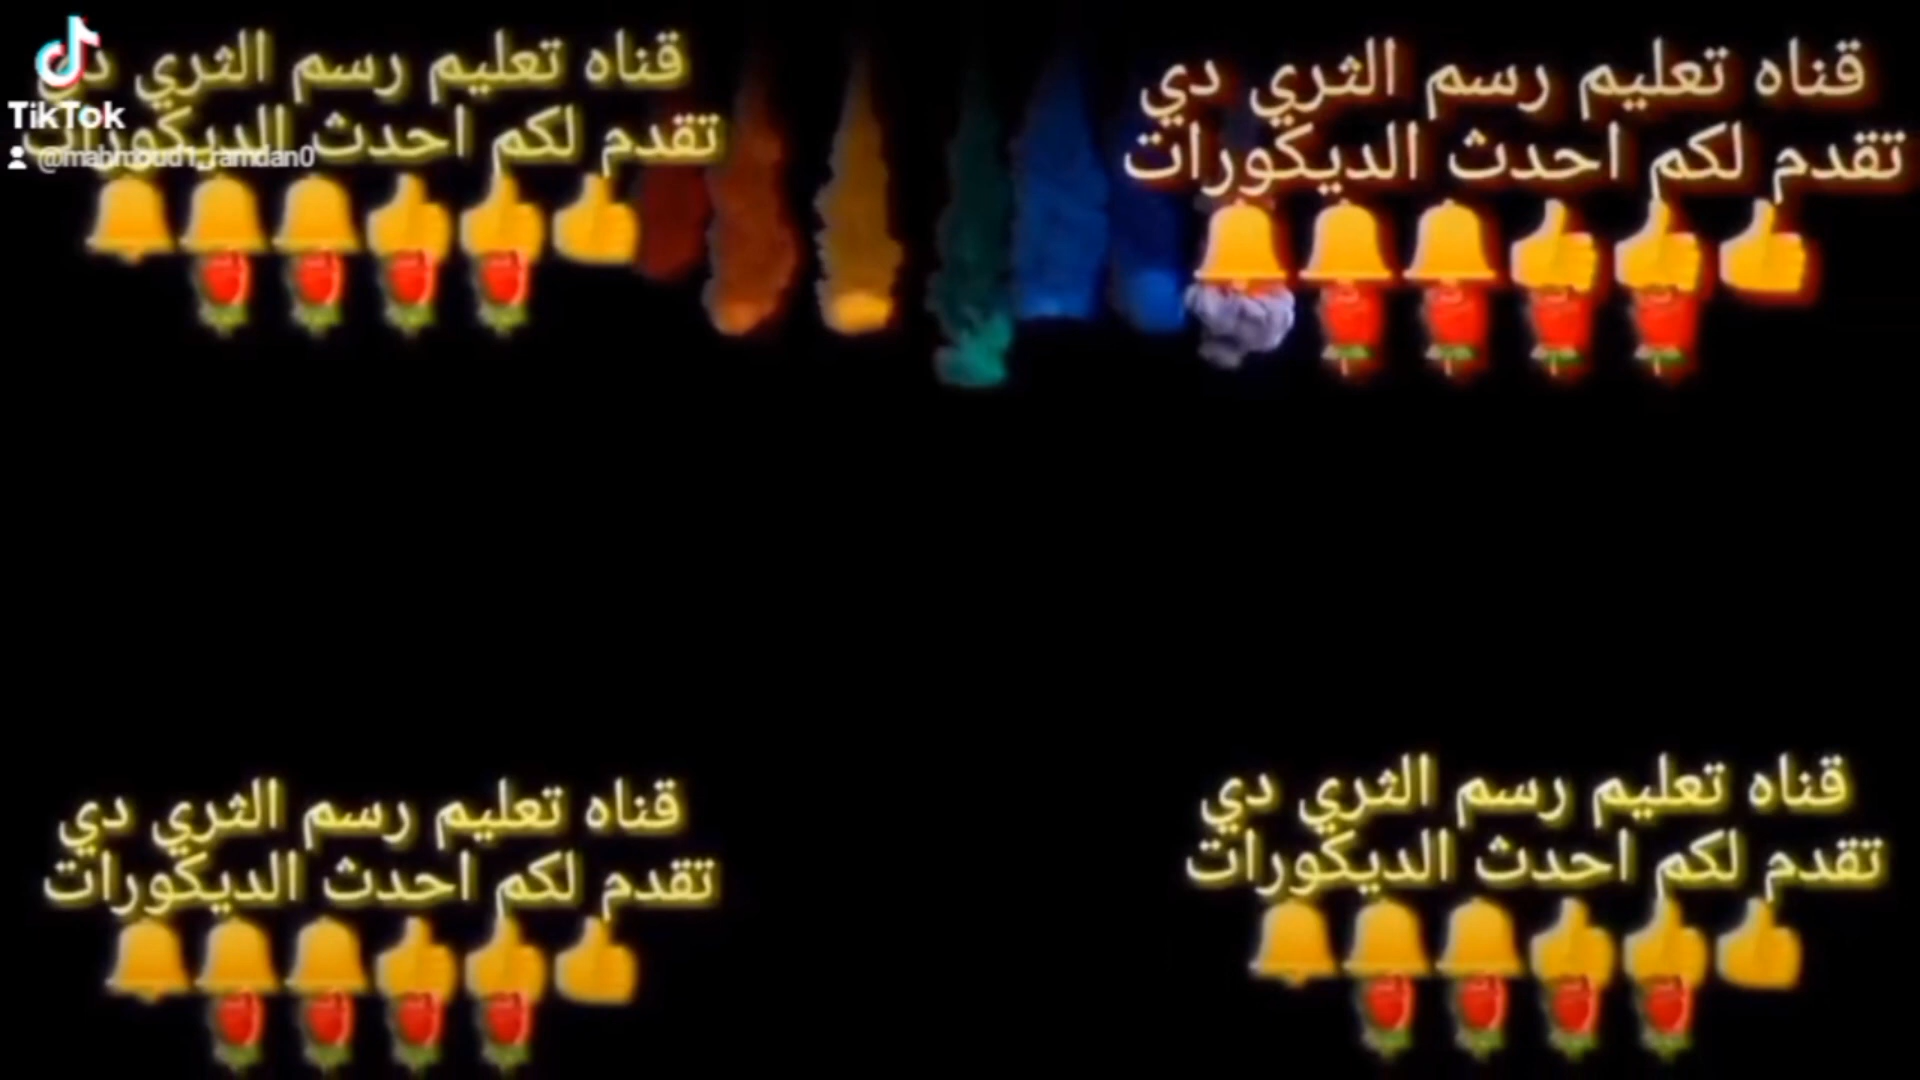 TikTok
@mahmoud1_ramdan0
قناه تعليم رسم الثري دي
تقدم لكم احدث الديكورات
قناه تعليم رسم الثري دي
تقدم لكم احدث الديكورات
قناه تعليم رسم الثري دي
تقدم لكم احدث الديكورات
قناه تعليم رسم الثري دي
تقدم لكم احدث الديكورات